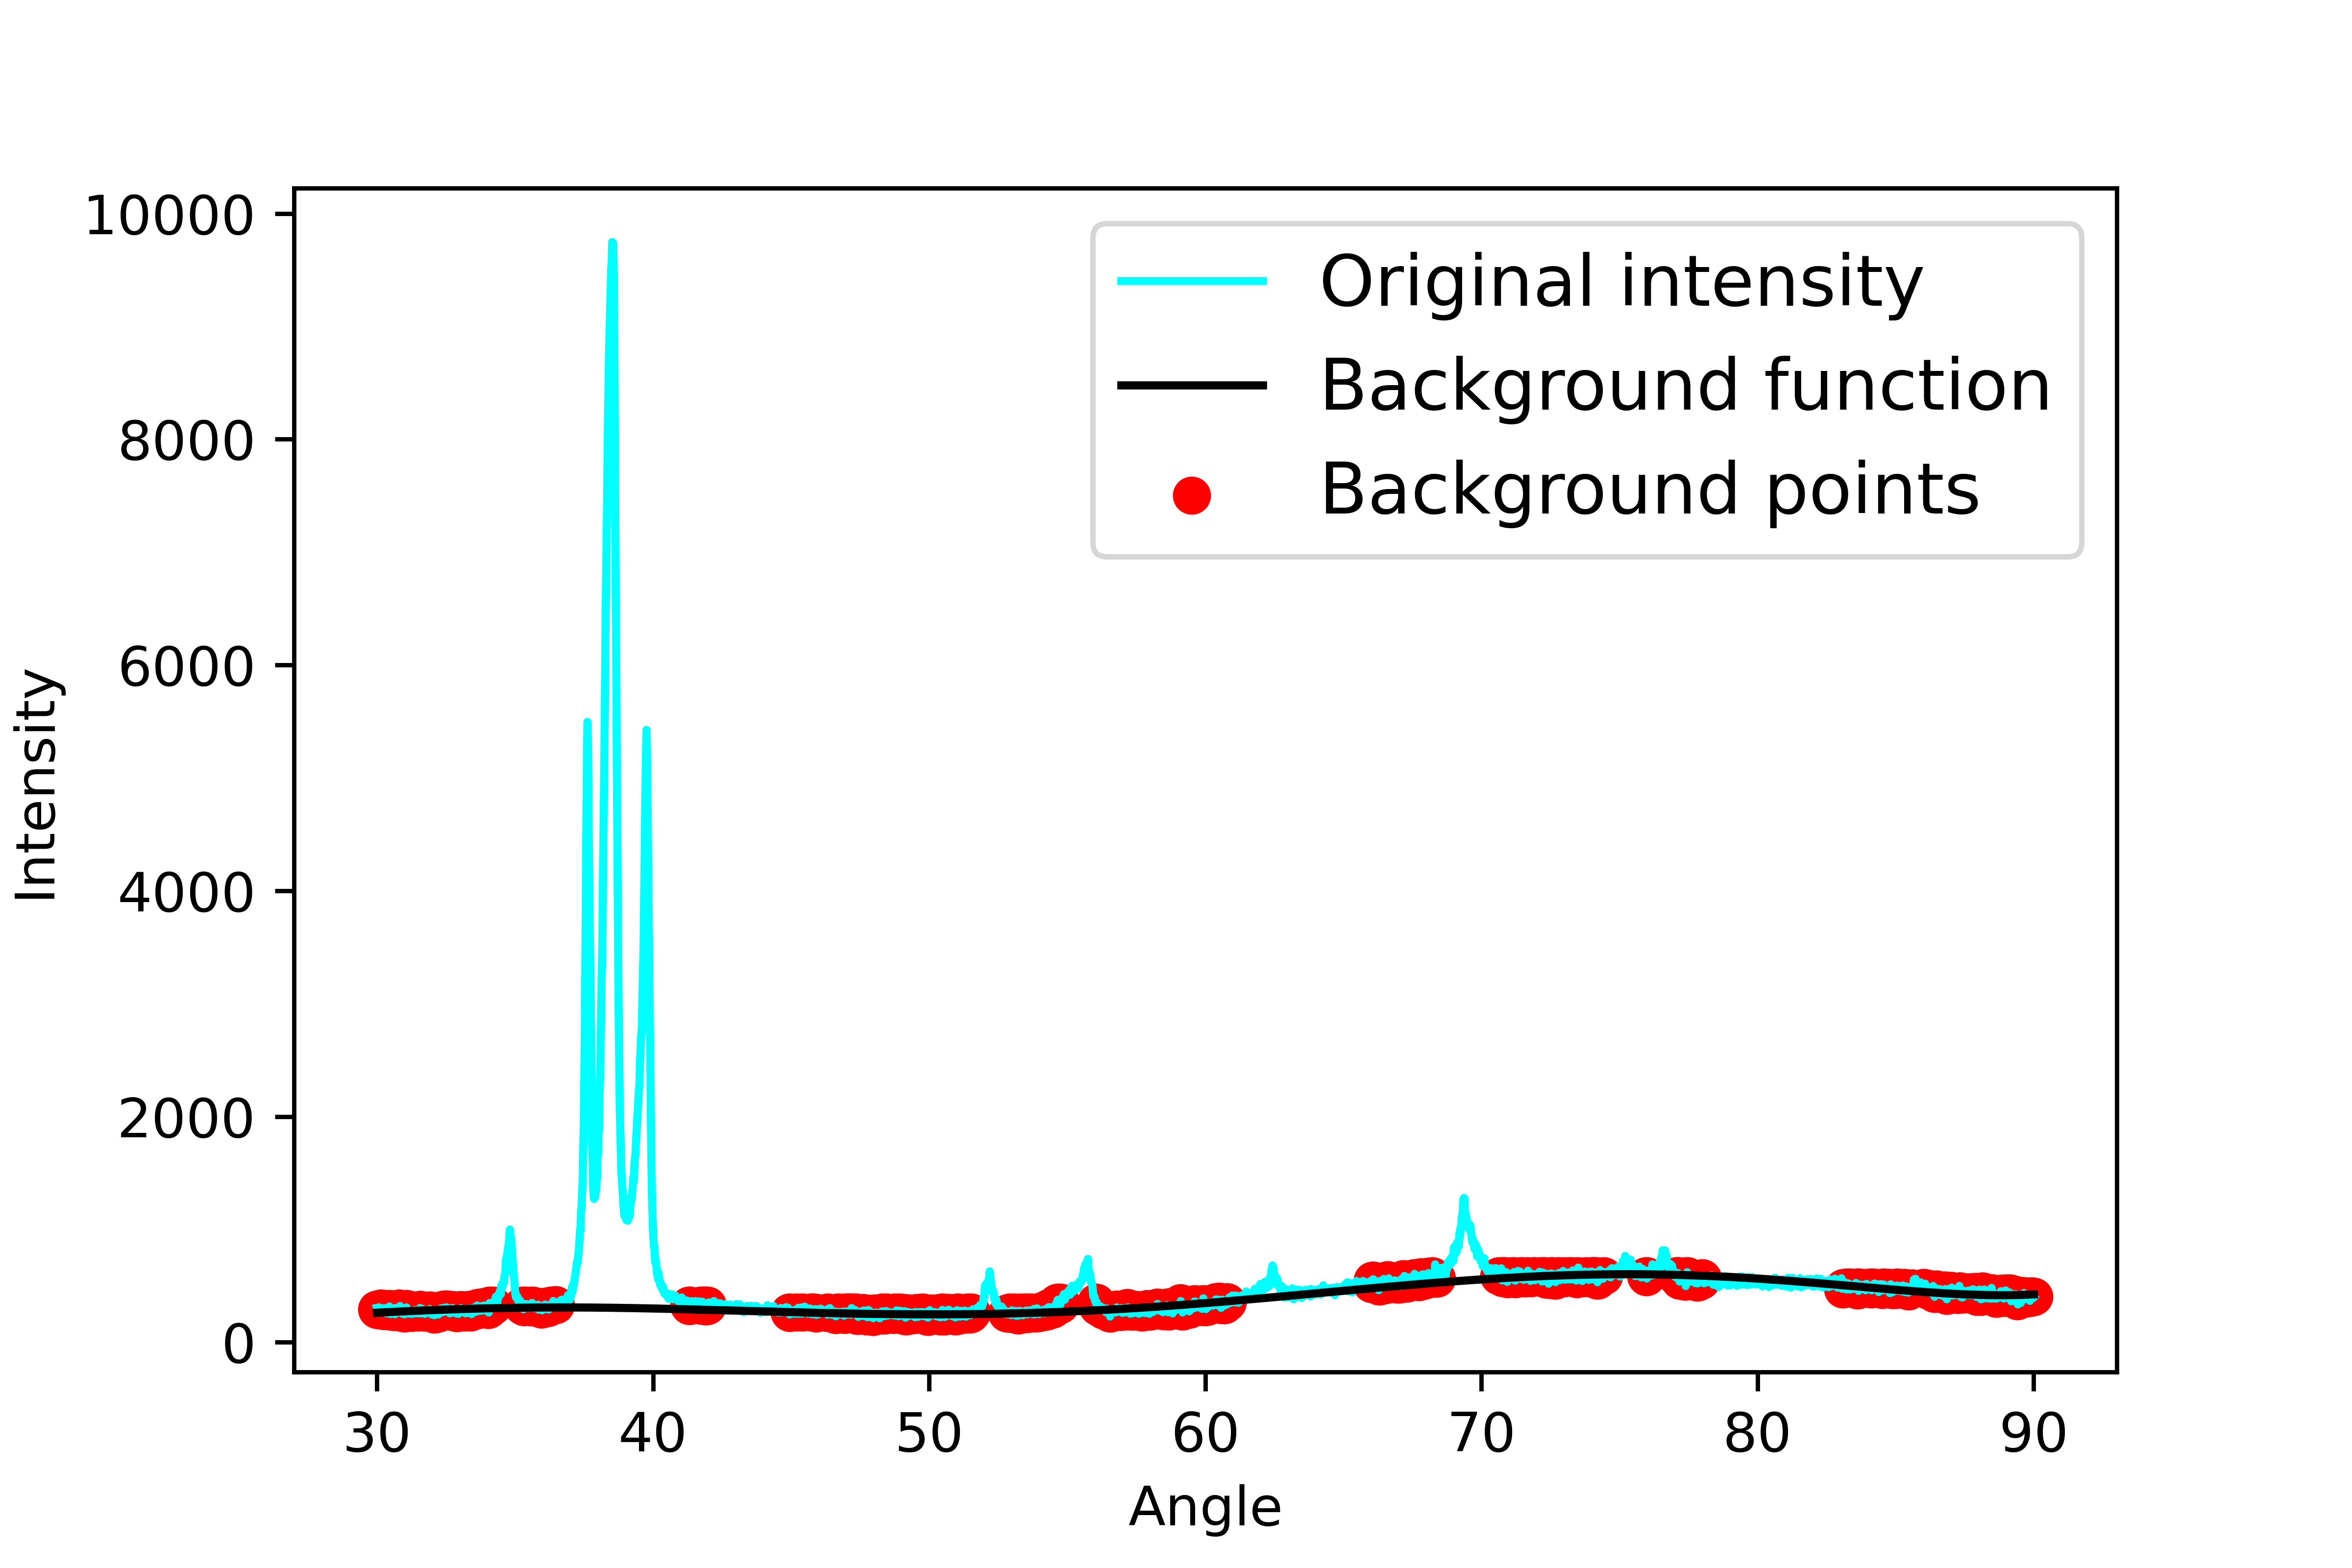 10000
8000
6000
4000
2000
0
Intensity
Original intensity
Background function
Background points
30 40 50 60 70 80 90
Angle